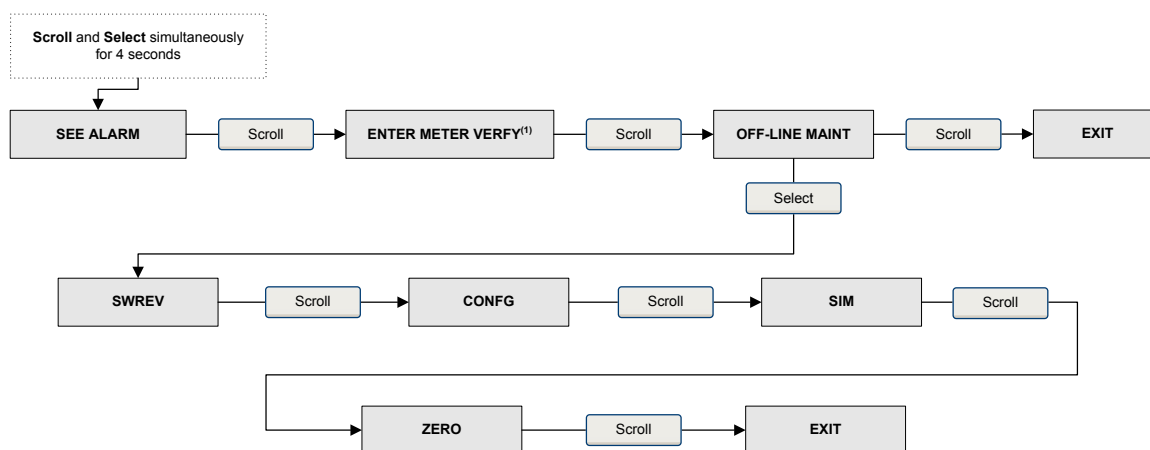 Scroll and Select simultaneously
for 4 seconds
SEE ALARM
Scroll
ENTER METER VERFY(1)
Scroll
OFF-LINE MAINT
Scroll
EXIT
Select
SWREV
Scroll
CONFG
Scroll
SIM
Scroll
ZERO
Scroll
EXIT